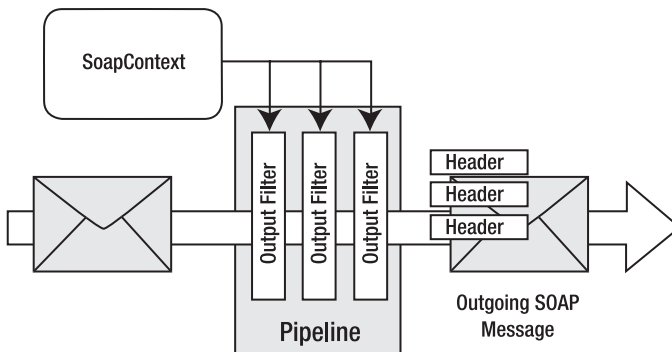 SoapContext
Output Filter
Output Filter
Output Filter
Header
Header
Header
Outgoing SOAP
Message
Pipeline